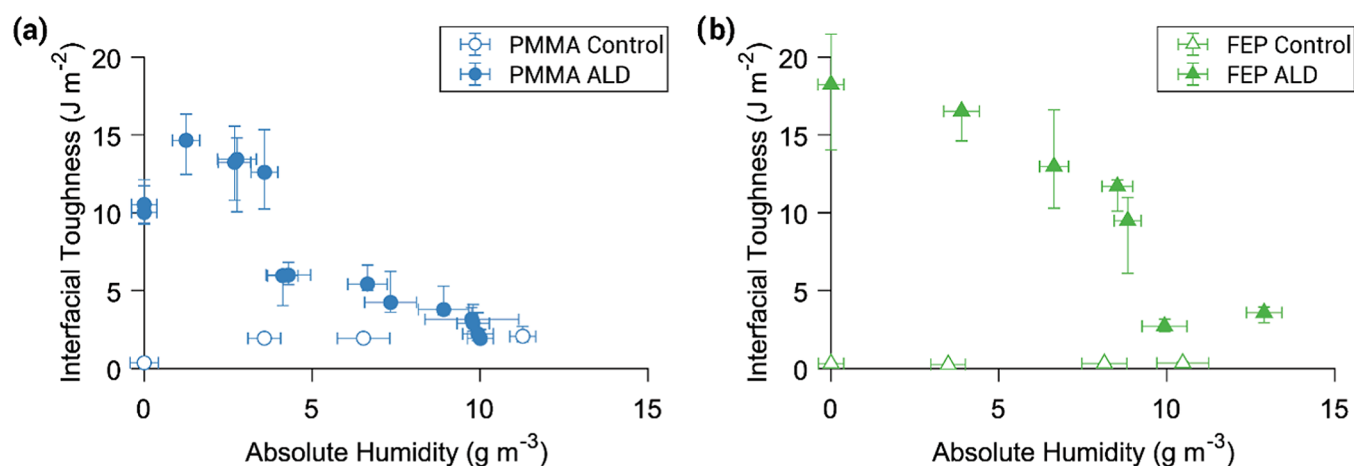 (a)
PMMA Control
PMMA ALD
Interfacial Toughness (J m⁻²)
20
15
10
5
0
0 5 10 15
Absolute Humidity (g m⁻³)
(b)
FEP Control
FEP ALD
Interfacial Toughness (J m⁻²)
20
15
10
5
0
0 5 10 15
Absolute Humidity (g m⁻³)